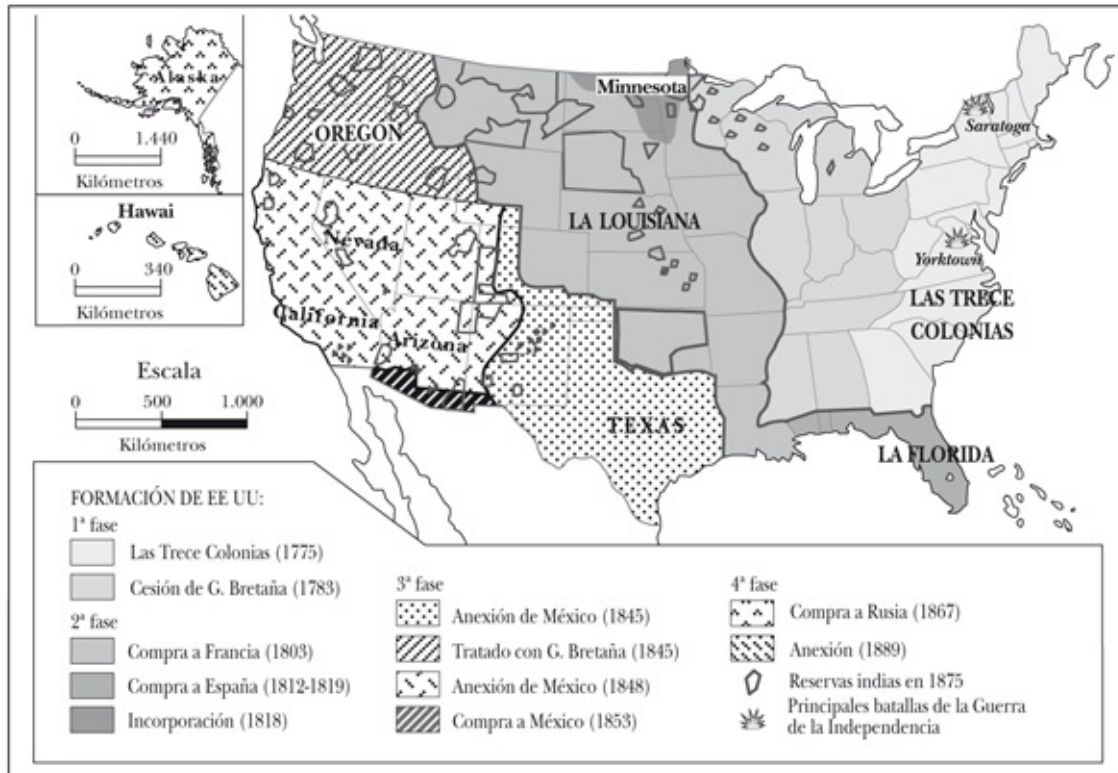 Alaska
0 1.440
Kilómetros
Hawai
0 340
Kilómetros
Escala
0 500 1.000
Kilómetros
OREGON
Minnesota
Saratoga
LA LOUISIANA
Nevada
Yorktown
California
Arizona
LAS TRECE
COLONIAS
TEXAS
LA FLORIDA
FORMACIÓN DE EE UU:
1ª fase
Las Trece Colonias (1775)
Cesión de G. Bretaña (1783)
2ª fase
Compra a Francia (1803)
Compra a España (1812-1819)
Incorporación (1818)
3ª fase
Anexión de México (1845)
Tratado con G. Bretaña (1845)
Anexión de México (1848)
Compra a México (1853)
4ª fase
Compra a Rusia (1867)
Anexión (1889)
Reservas indias en 1875
Principales batallas de la Guerra
de la Independencia